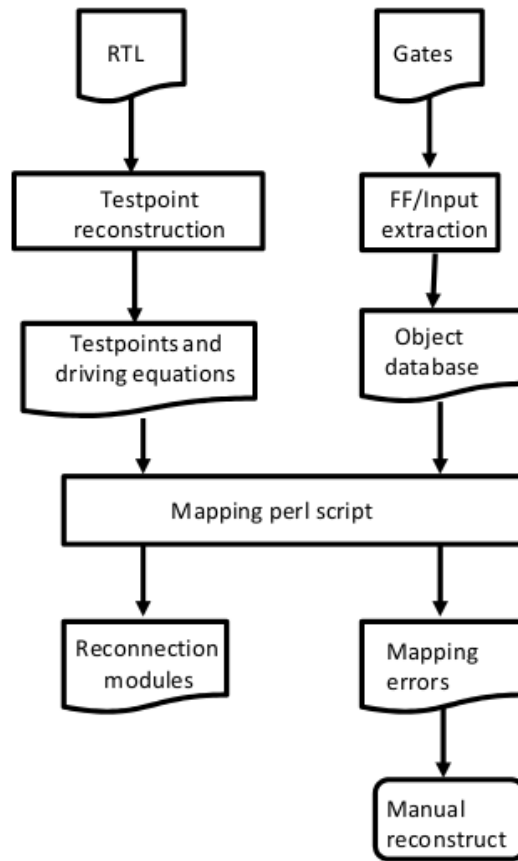 RTL
Gates
Testpoint
reconstruction
FF/Input
extraction
Testpoints and
driving equations
Object
database
Mapping perl script
Reconnection
modules
Mapping
errors
Manual
reconstruct